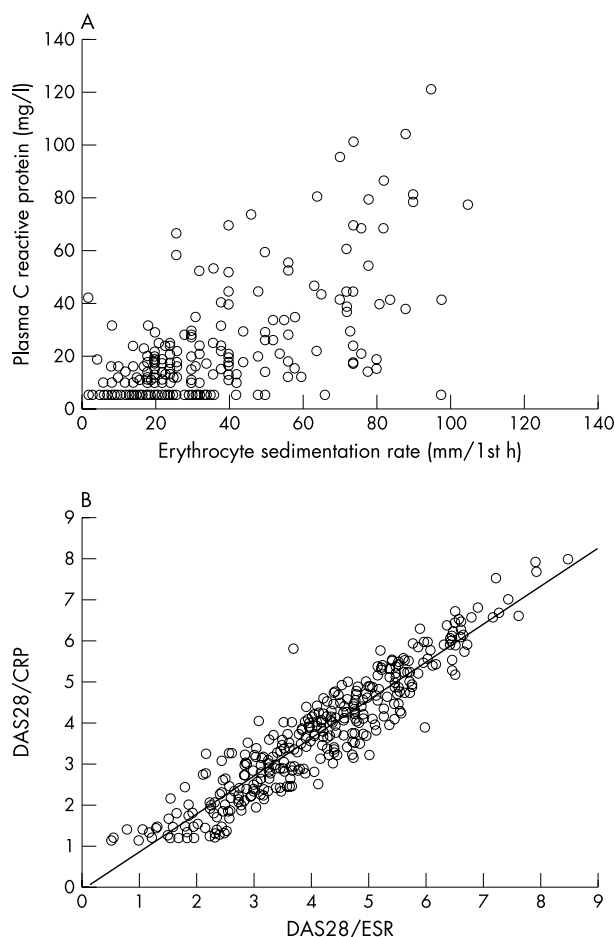 A
Plasma C reactive protein (mg/l)
140
120
100
80
60
40
20
0
0 20 40 60 80 100 120 140
Erythrocyte sedimentation rate (mm/1st h)
B
DAS28/CRP
9
8
7
6
5
4
3
2
1
0
0 1 2 3 4 5 6 7 8 9
DAS28/ESR